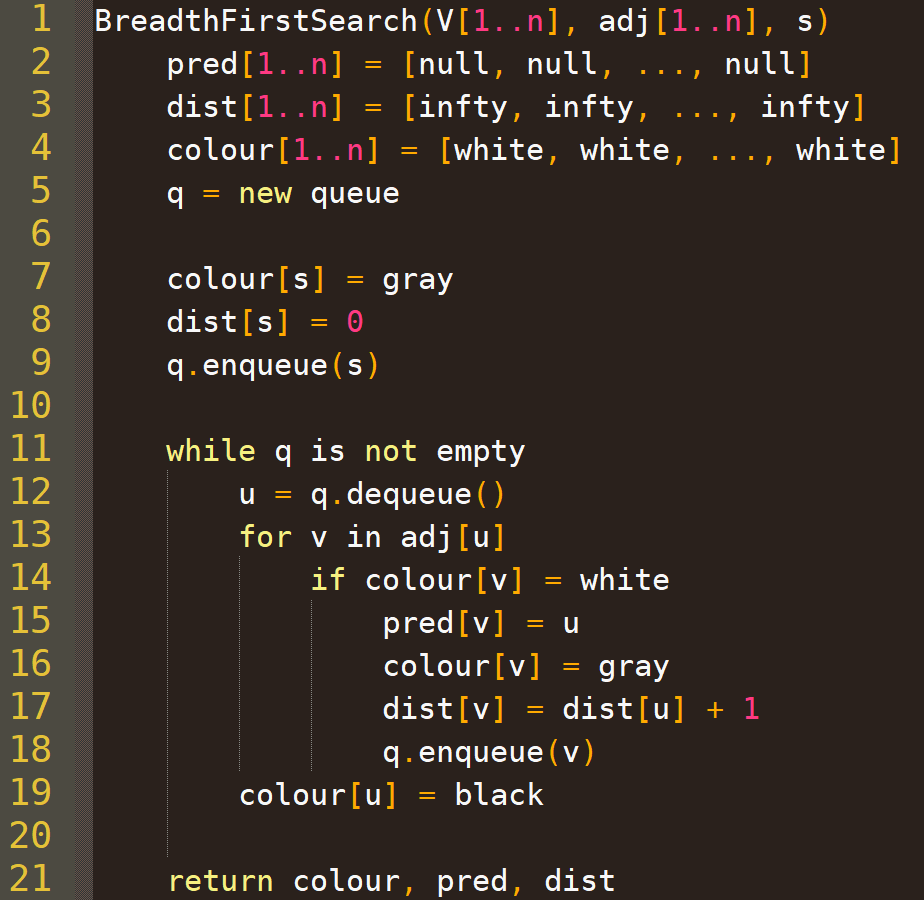 1 BreadthFirstSearch(V[1..n], adj[1..n], s)
2     pred[1..n] = [null, null, ..., null]
3     dist[1..n] = [infty, infty, ..., infty]
4     colour[1..n] = [white, white, ..., white]
5     q = new queue
6
7     colour[s] = gray
8     dist[s] = 0
9     q.enqueue(s)
10
11     while q is not empty
12         u = q.dequeue()
13         for v in adj[u]
14             if colour[v] = white
15                 pred[v] = u
16                 colour[v] = gray
17                 dist[v] = dist[u] + 1
18                 q.enqueue(v)
19         colour[u] = black
20
21     return colour, pred, dist